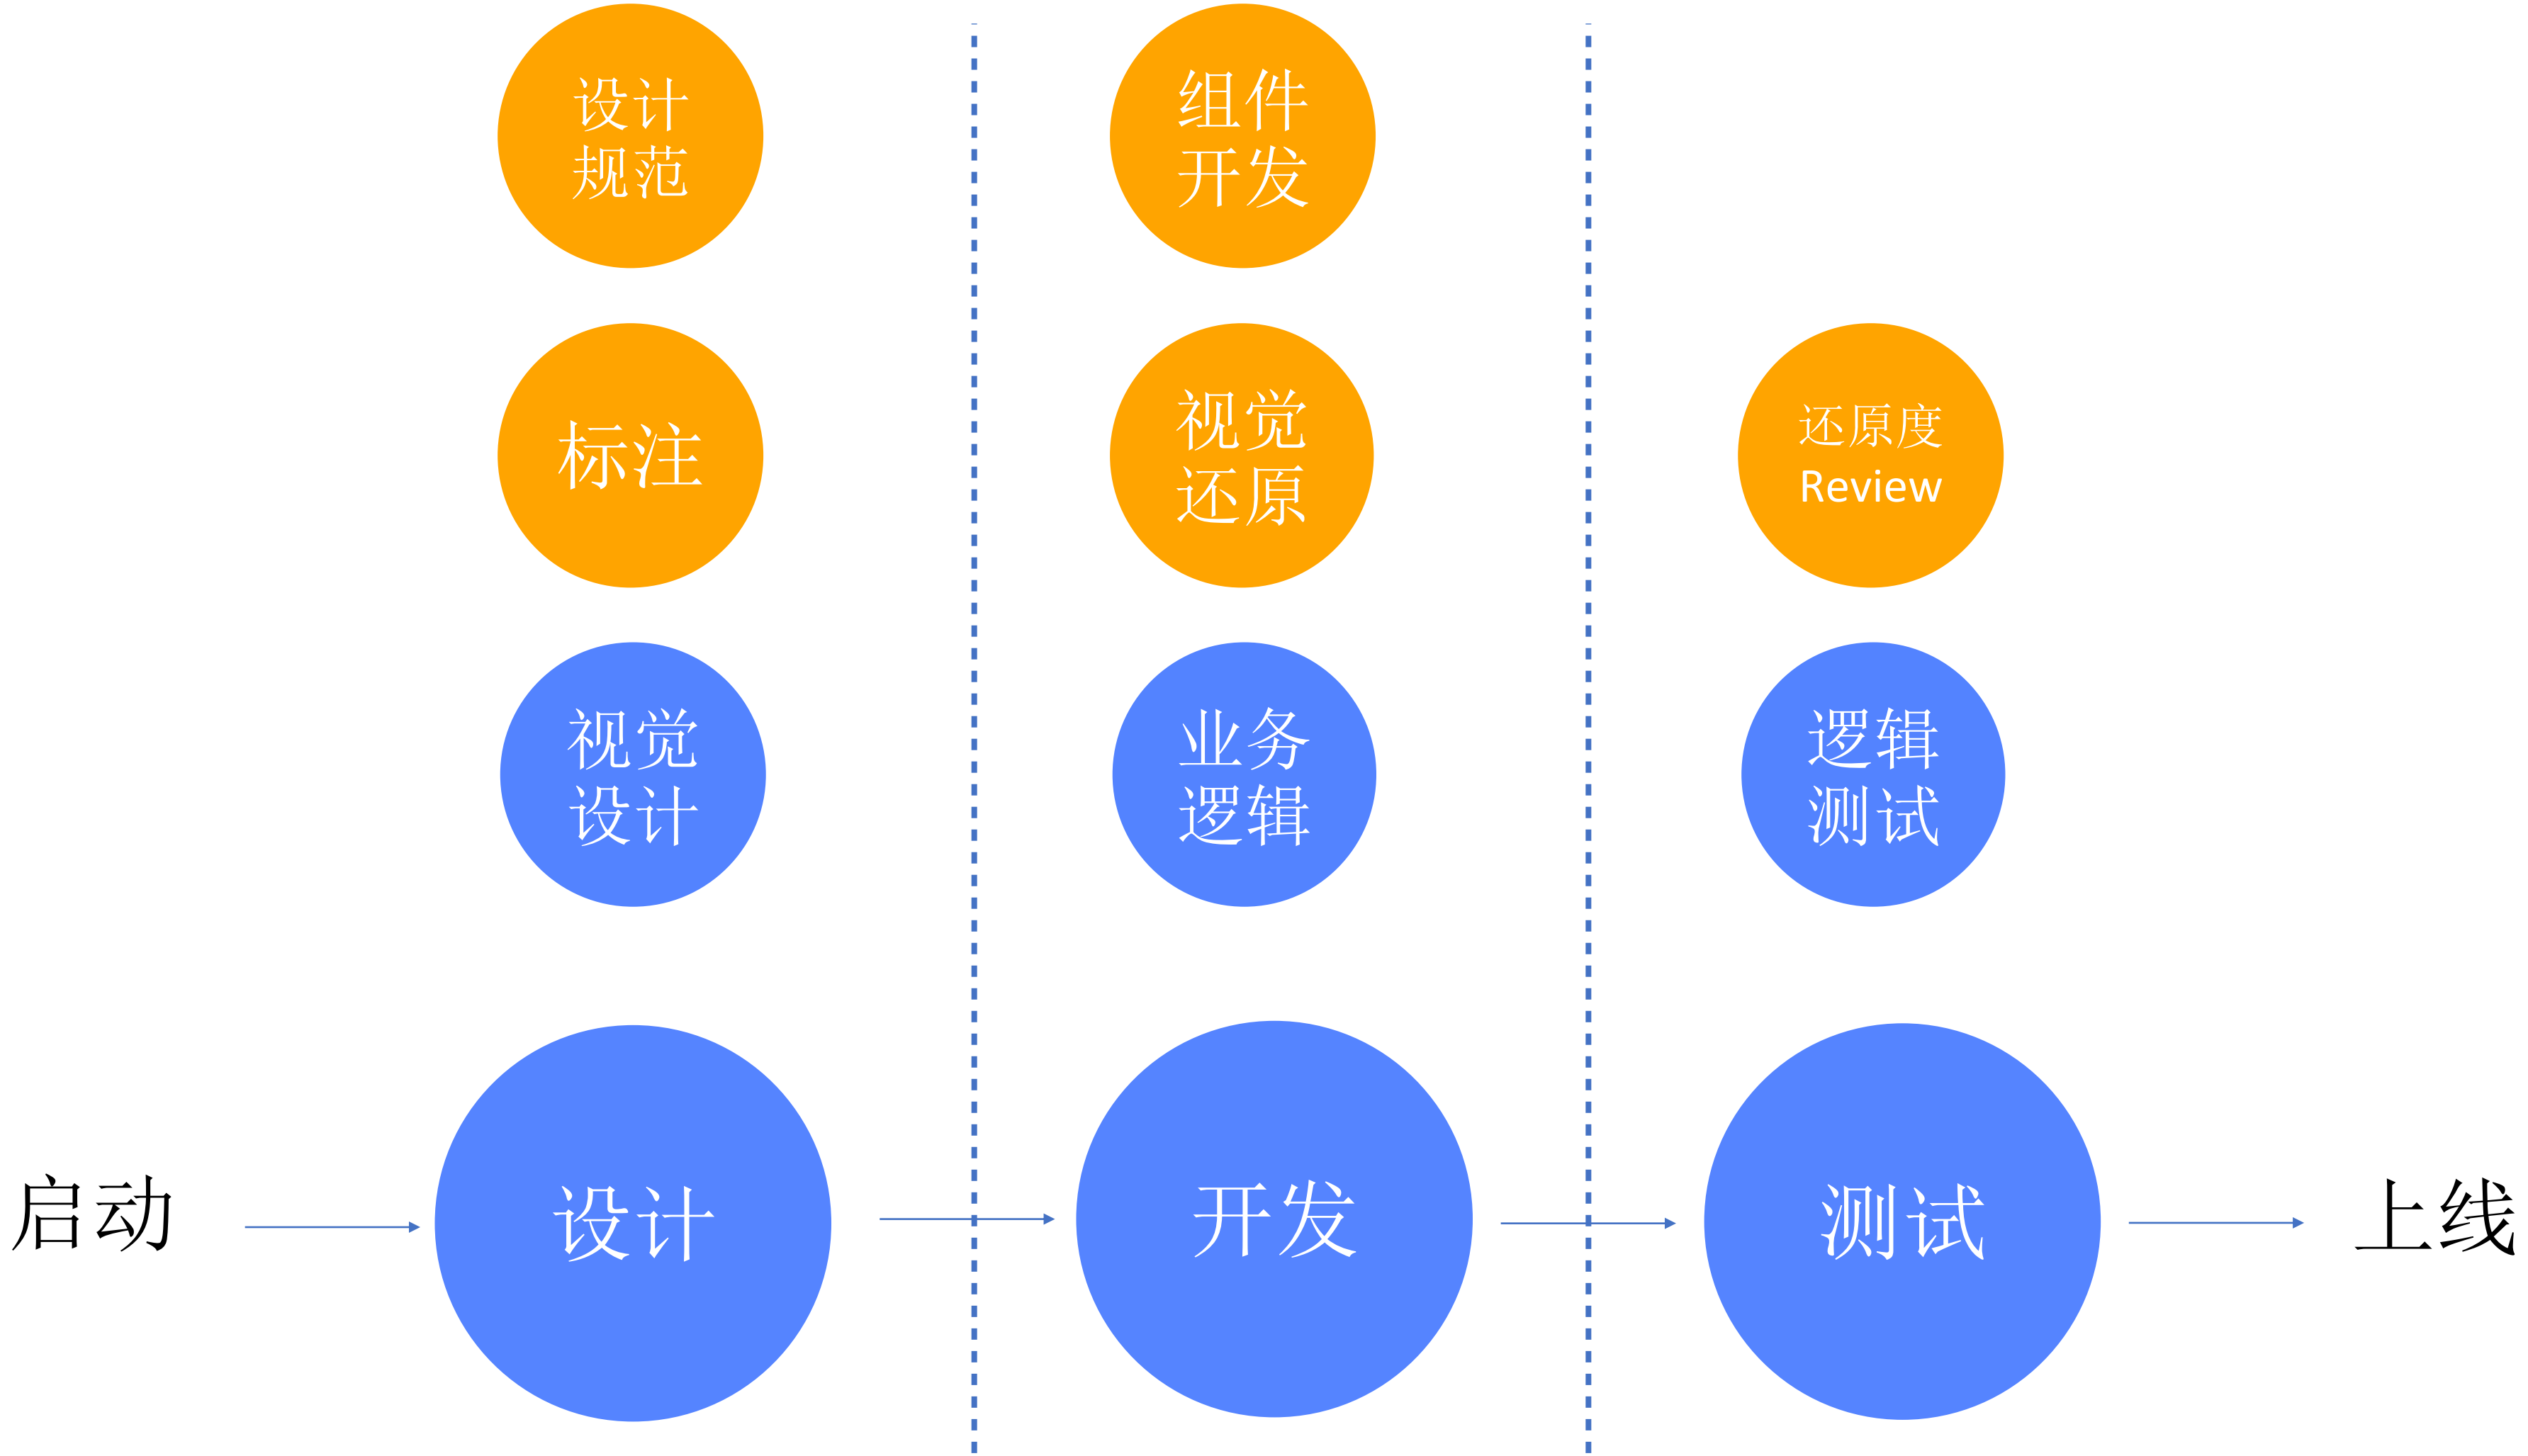 设计
规范
组件
开发
标注
视觉
还原
还原度
Review
视觉
设计
业务
逻辑
逻辑
测试
启动
设计
开发
测试
上线